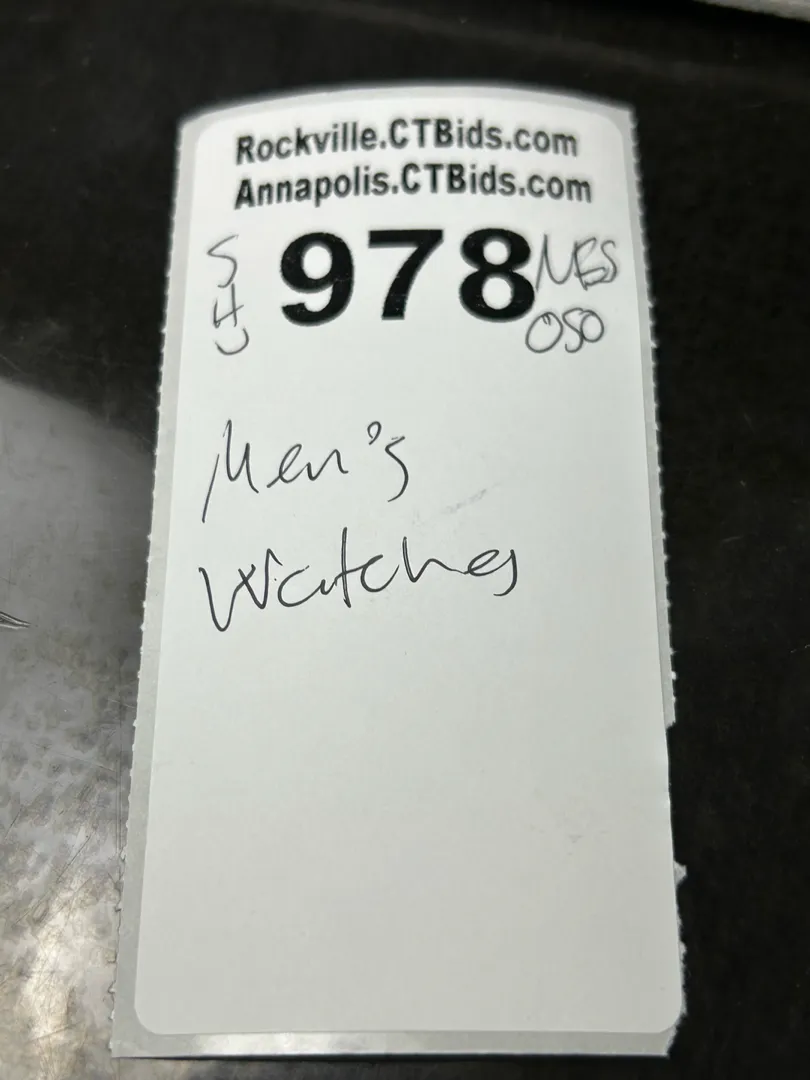 Rockville.CTBids.com
Annapolis.CTBids.com
978
Men's
Watches